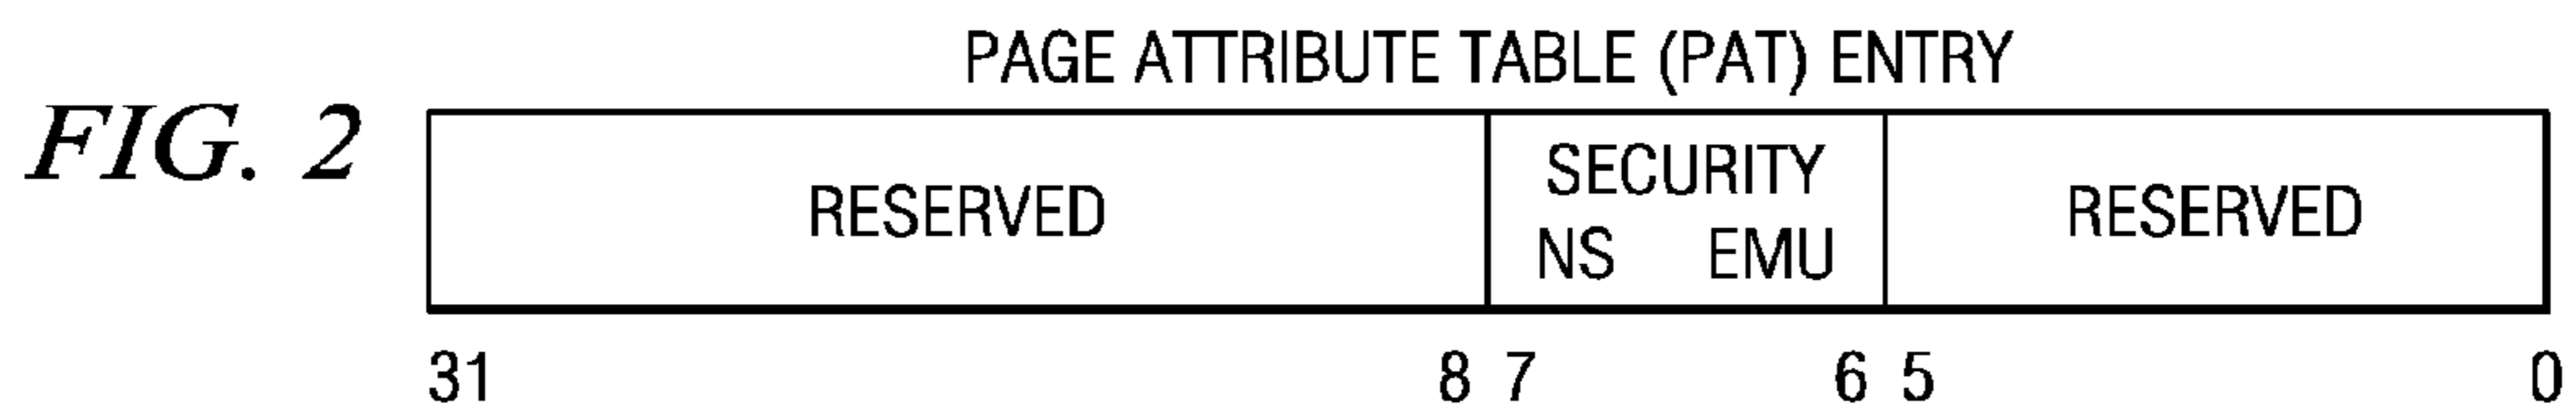 PAGE ATTRIBUTE TABLE (PAT) ENTRY
FIG. 2
RESERVED
SECURITY
NS EMU
RESERVED
31 8 7 6 5 0